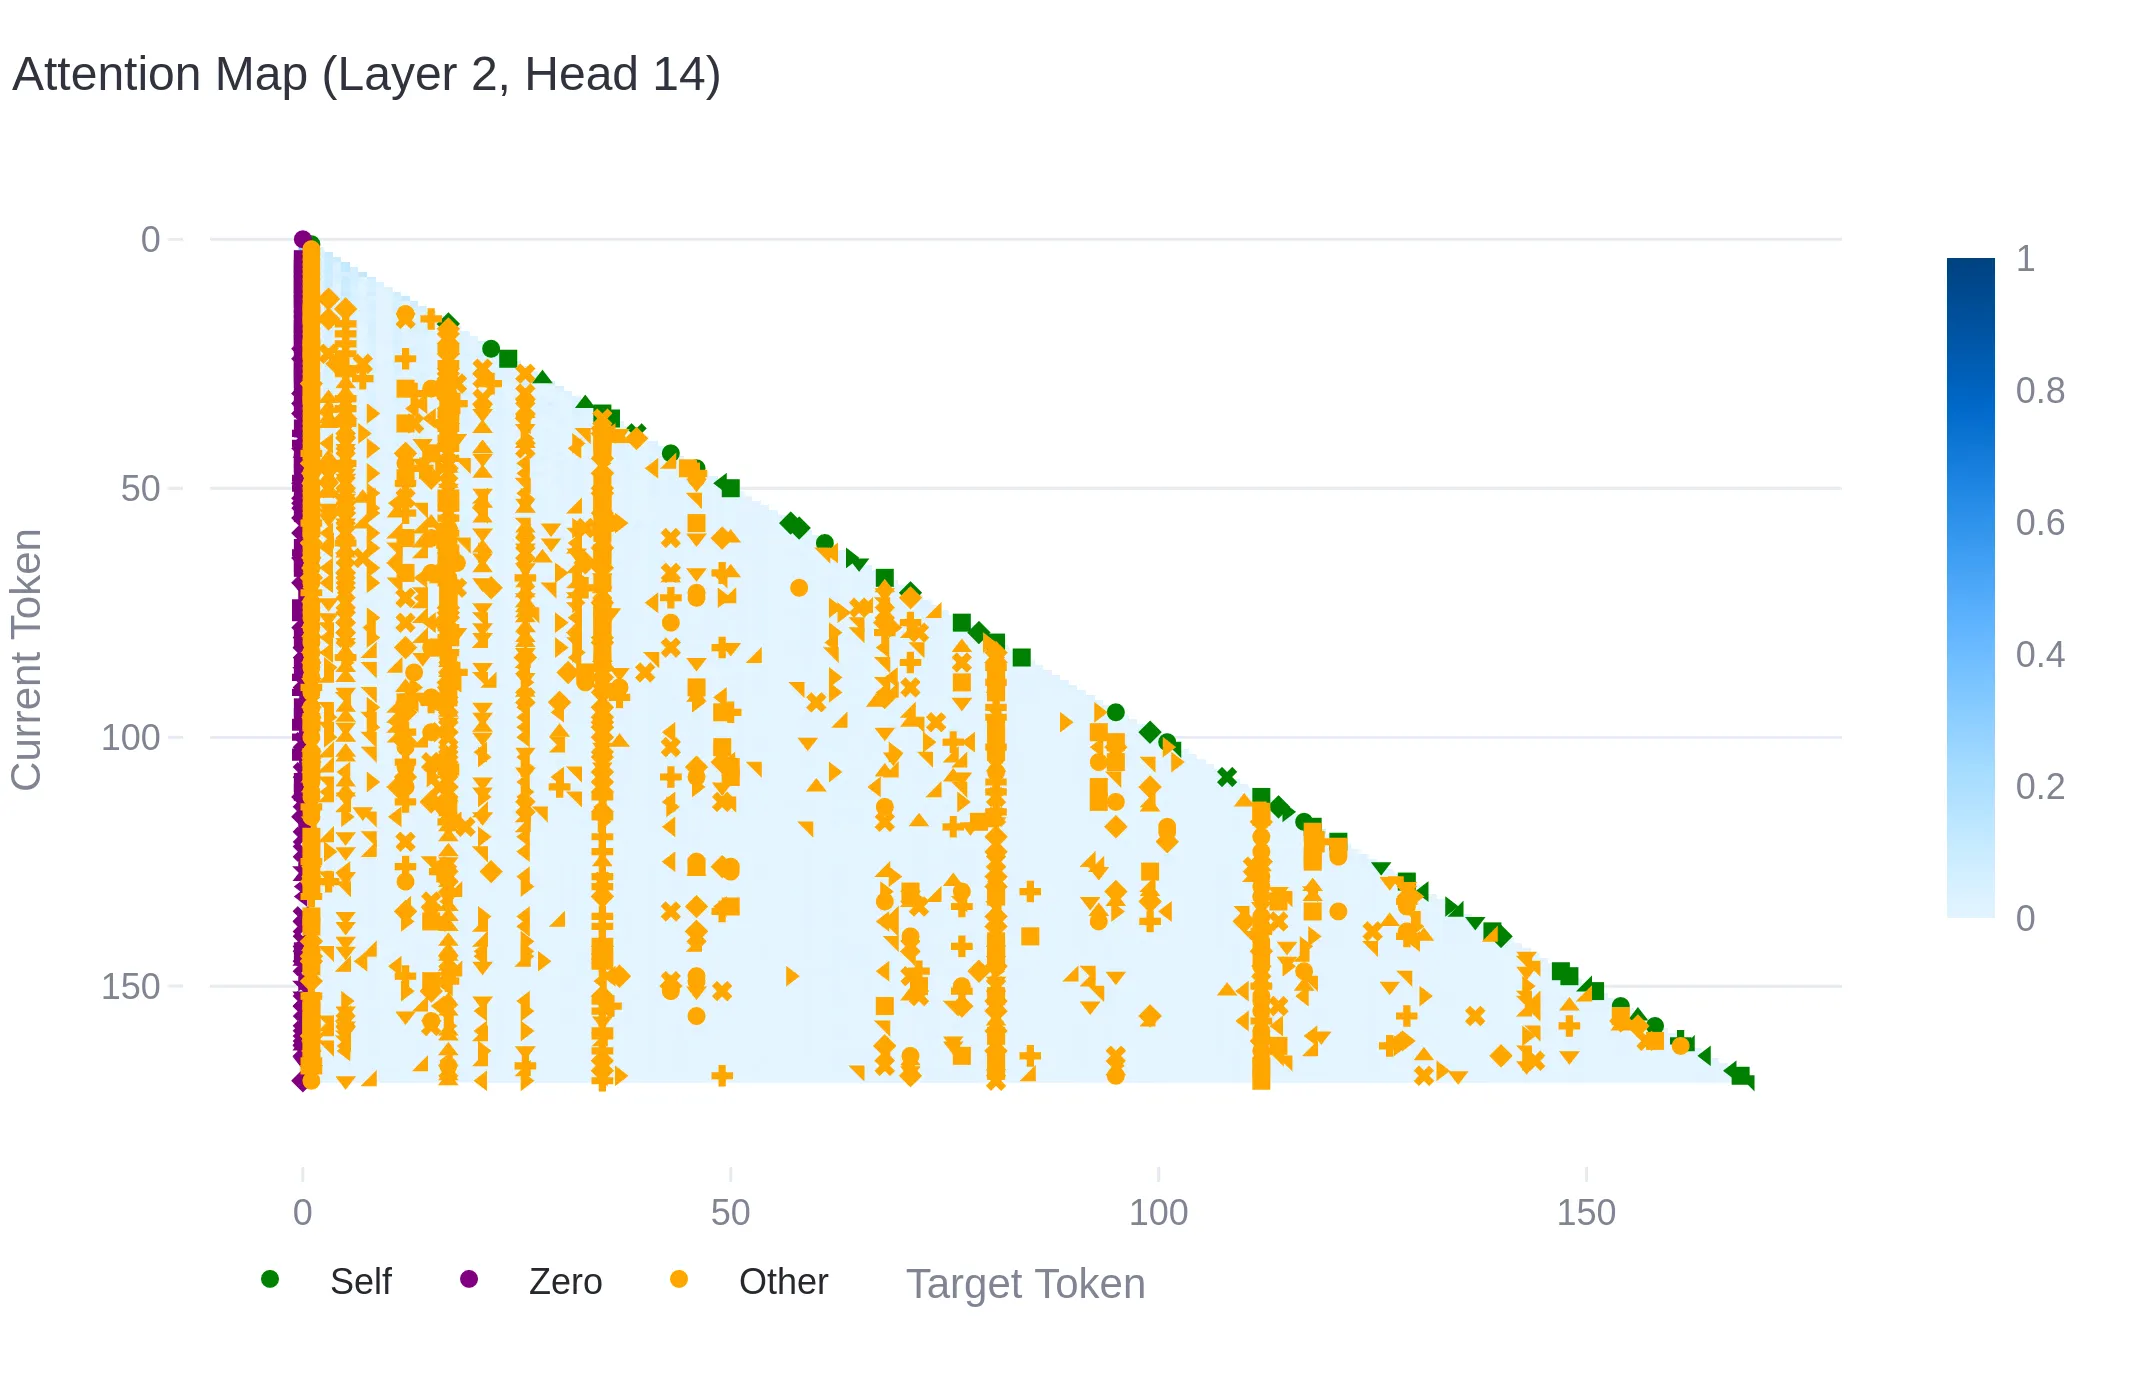 Attention Map (Layer 2, Head 14)
0
50
100
150
Current Token
0
50
100
150
Target Token
Self
Zero
Other
1
0.8
0.6
0.4
0.2
0